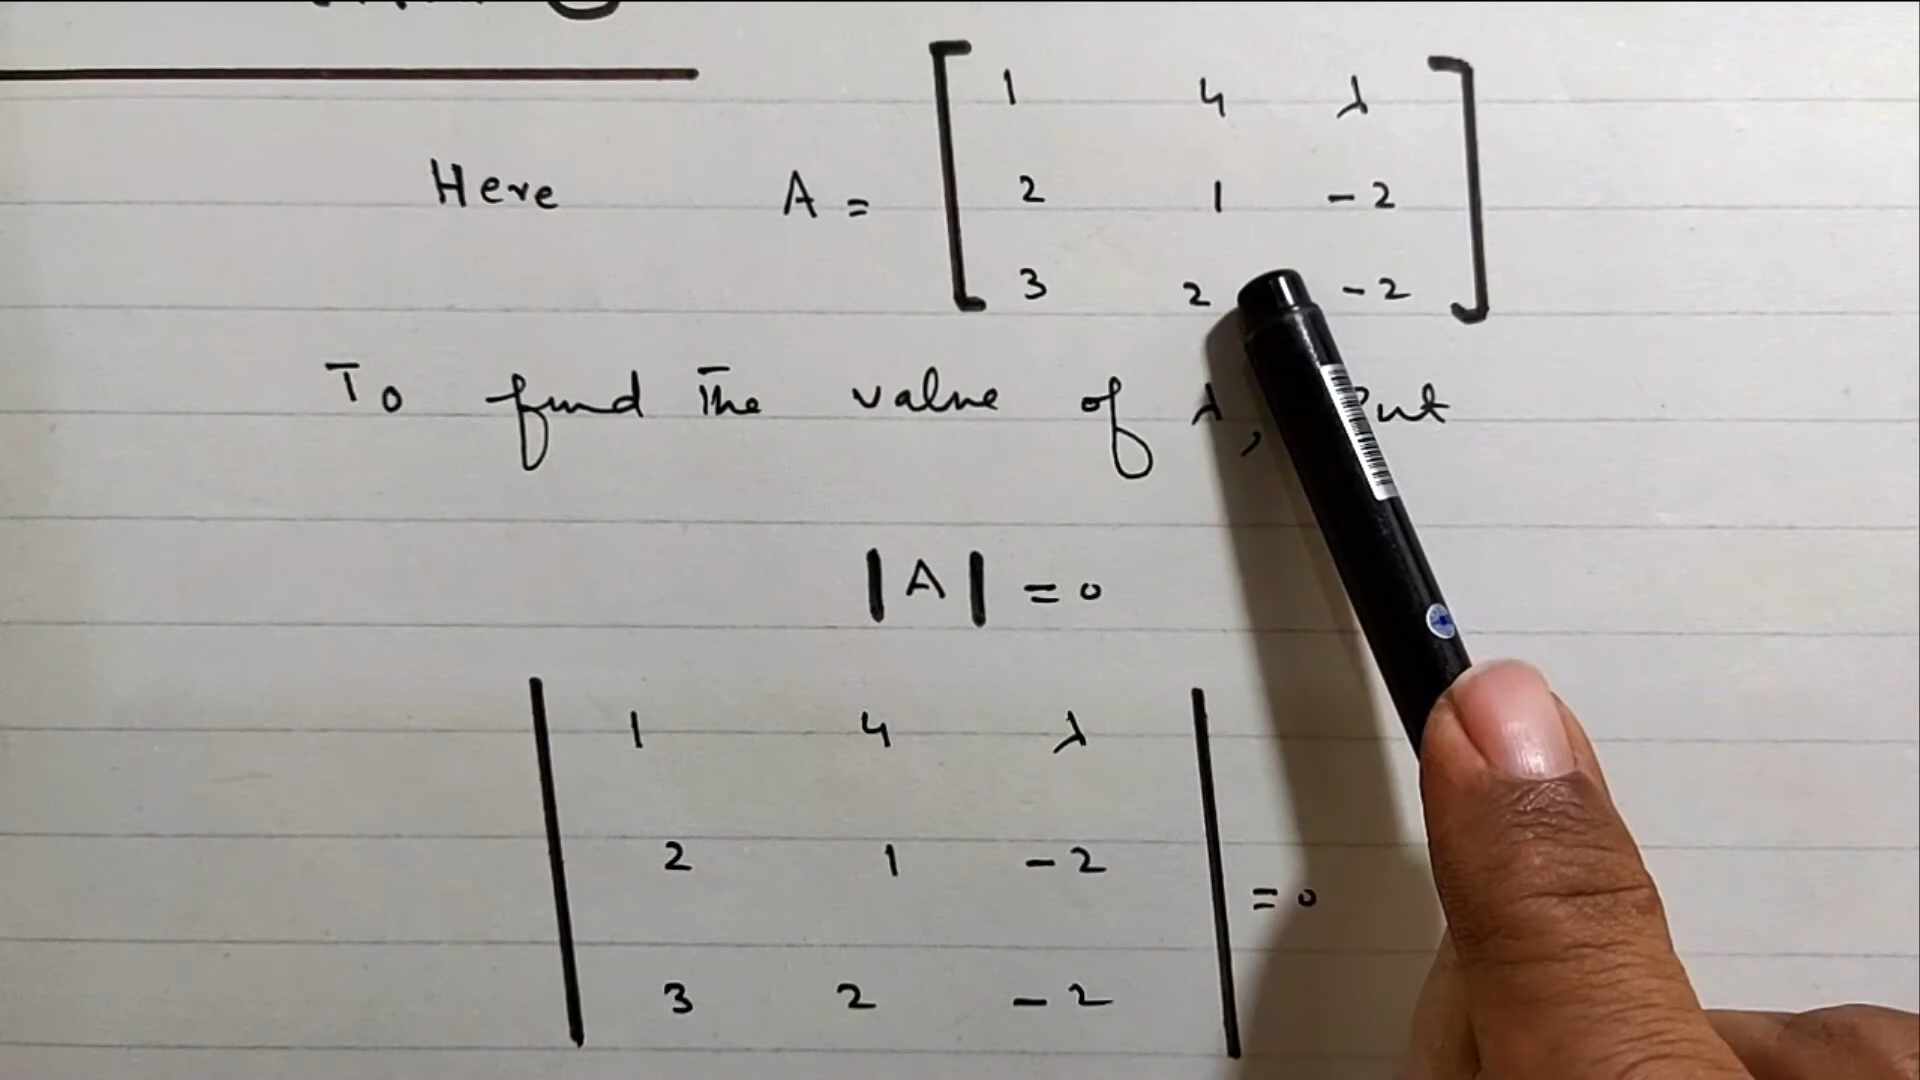 1 4 λ
Here A = 2 1 -2
3 2 -2
To find The value of λ, Put
|A| = 0
1 4 λ
2 1 -2
= 0
3 2 -2